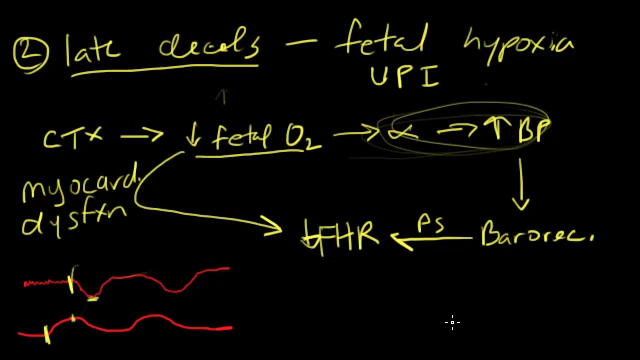 ② late decels – fetal hypoxia
UPI
CTX → ↓ fetal O₂ → α → ↑ BP
myocard.
dysfxn
↓FHR ← PS Barorec.